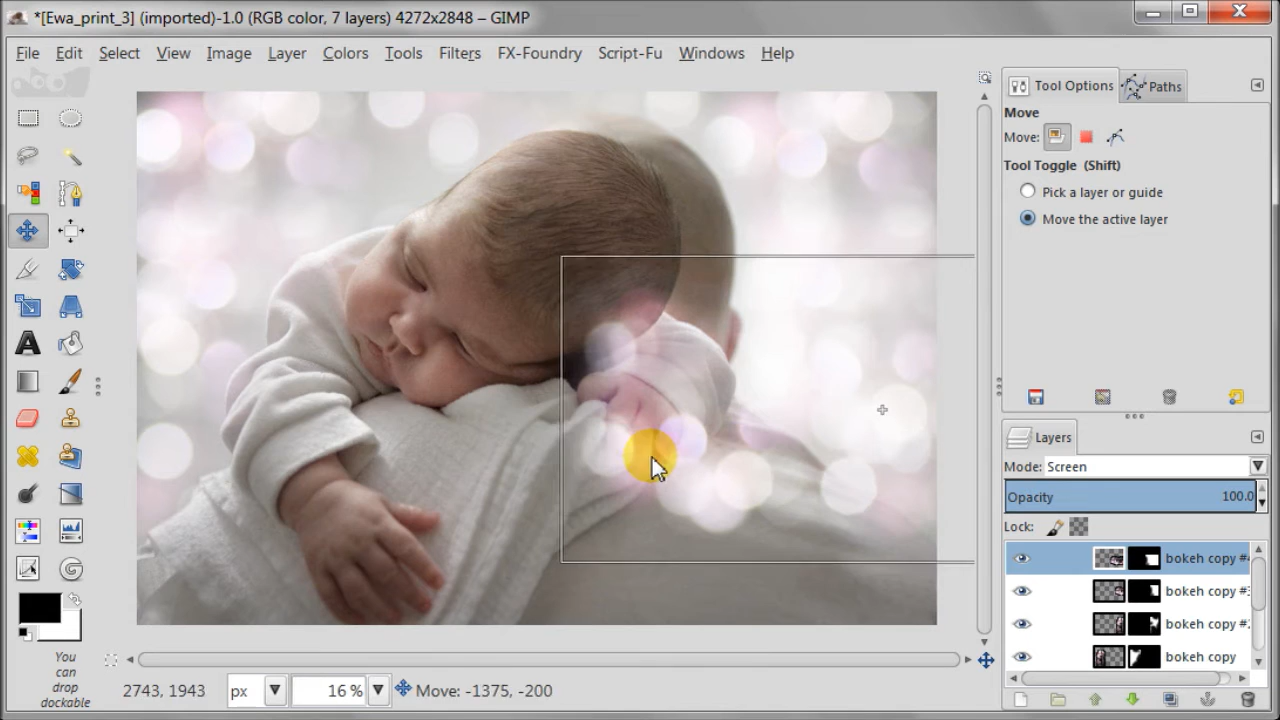 *[Ewa_print_3] (imported)-1.0 (RGB color, 7 layers) 4272x2848 – GIMP
File Edit Select View Image Layer Colors Tools Filters FX-Foundry Script-Fu Windows Help
Tool Options Paths
Move
Move:
Tool Toggle (Shift)
Pick a layer or guide
Move the active layer
Layers
Mode: Screen
Opacity 100.0
Lock:
bokeh copy #
bokeh copy #
bokeh copy #
bokeh copy
You
can
drop
dockable
2743, 1943 px 16 % Move: -1375, -200